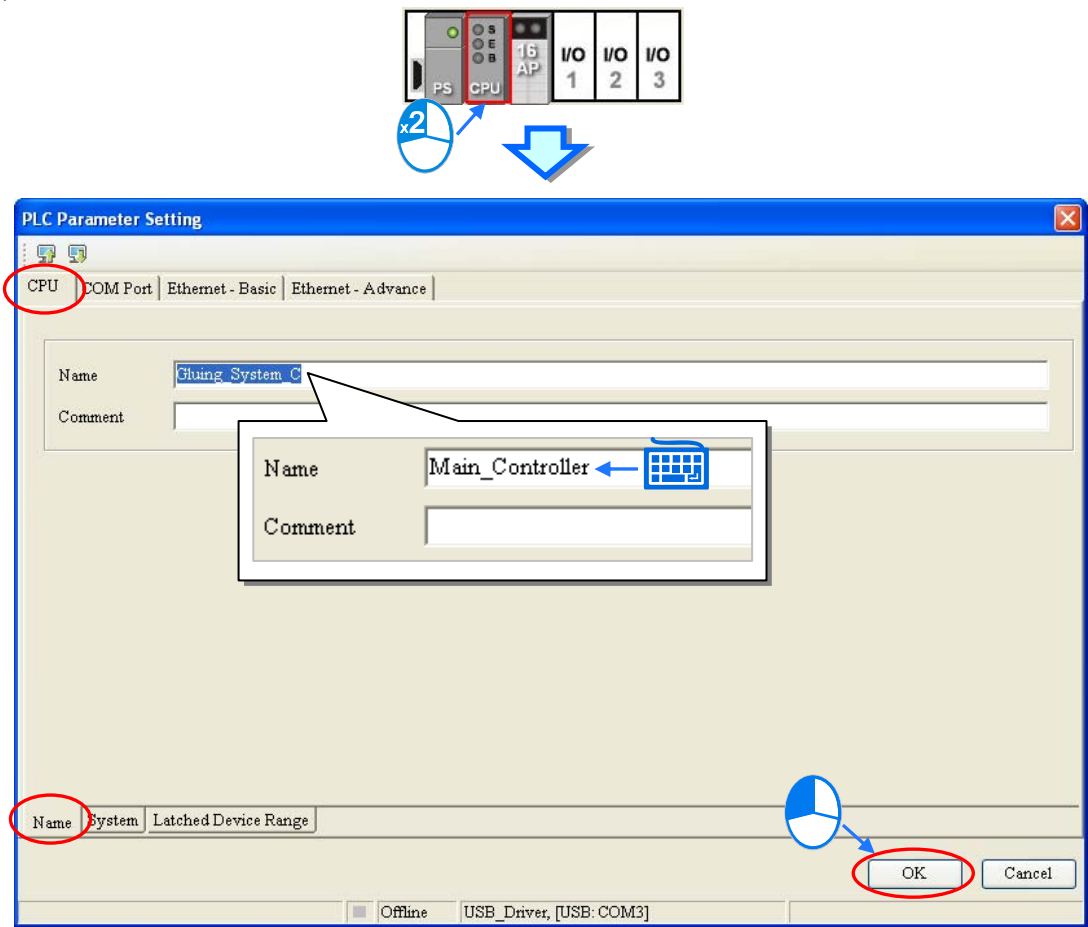 S
E
B
PS
CPU
16
AP
I/O
1
I/O
2
I/O
3
x2
PLC Parameter Setting
CPU COM Port Ethernet - Basic Ethernet - Advance
Name Gluing_System_C
Comment
Name Main_Controller
Comment
Name System Latched Device Range
OK Cancel
Offline USB_Driver, [USB: COM3]